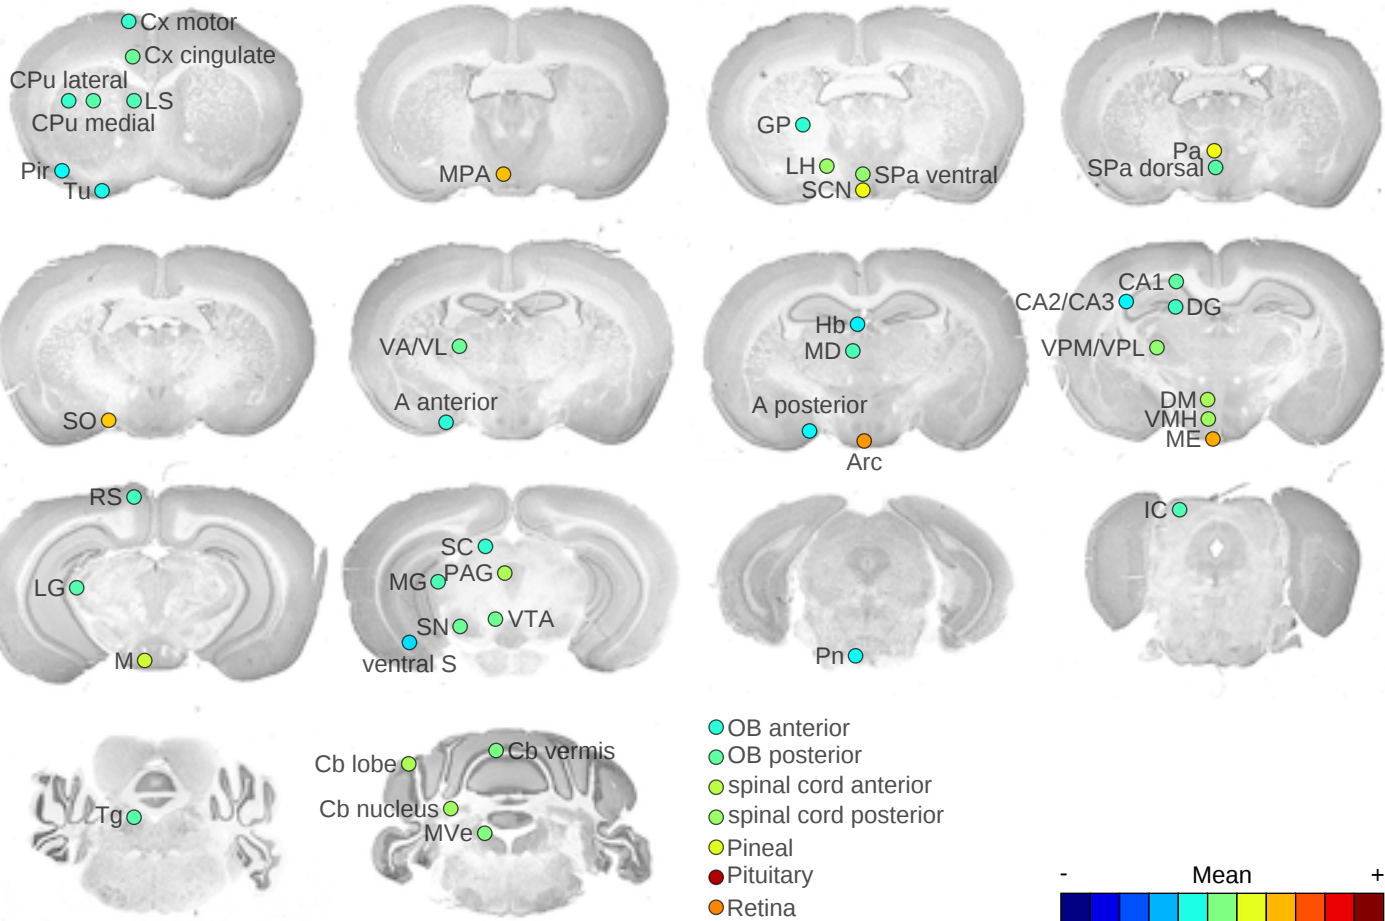 Cx motor
Cx cingulate
CPu lateral
LS
CPu medial
Pir
Tu
MPA
GP
LH
SPa ventral
SCN
Pa
SPa dorsal
SO
VA/VL
A anterior
Hb
MD
A posterior
Arc
CA1
CA2/CA3
DG
VPM/VPL
DM
VMH
ME
RS
LG
M
SC
PAG
MG
SN
VTA
ventral S
Pn
IC
Tg
Cb lobe
Cb vermis
Cb nucleus
MVe
OB anterior
OB posterior
spinal cord anterior
spinal cord posterior
Pineal
Pituitary
Retina
- Mean +